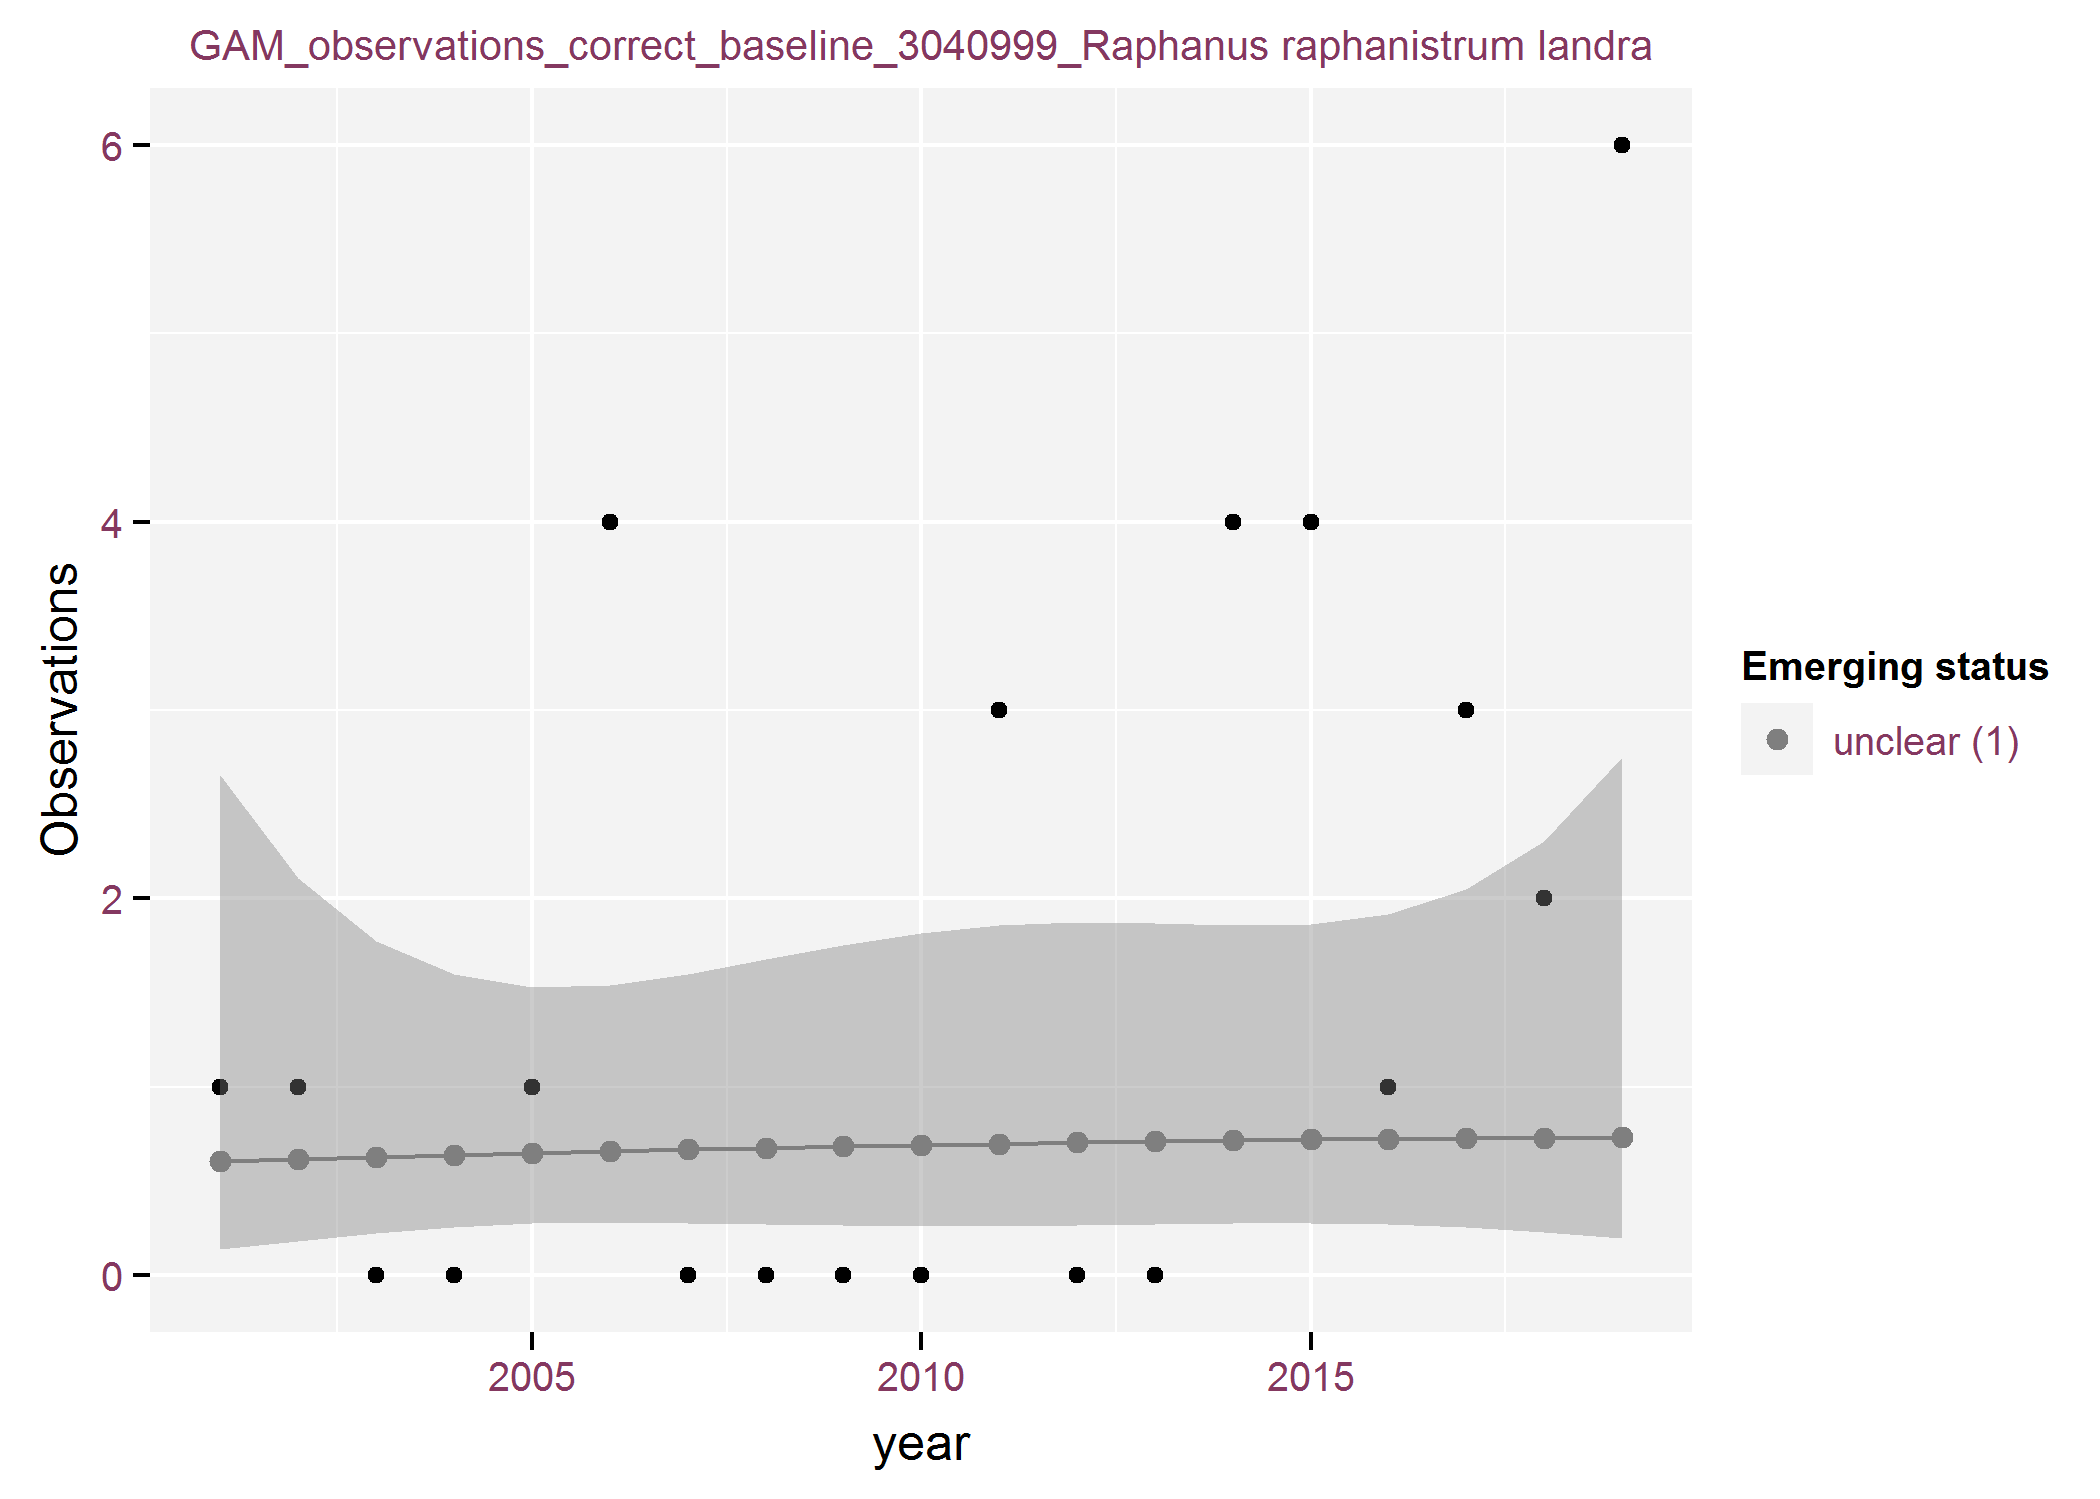 GAM_observations_correct_baseline_3040999_Raphanus raphanistrum landra
6
4
2
0
Observations
2005
2010
2015
year
Emerging status
unclear (1)